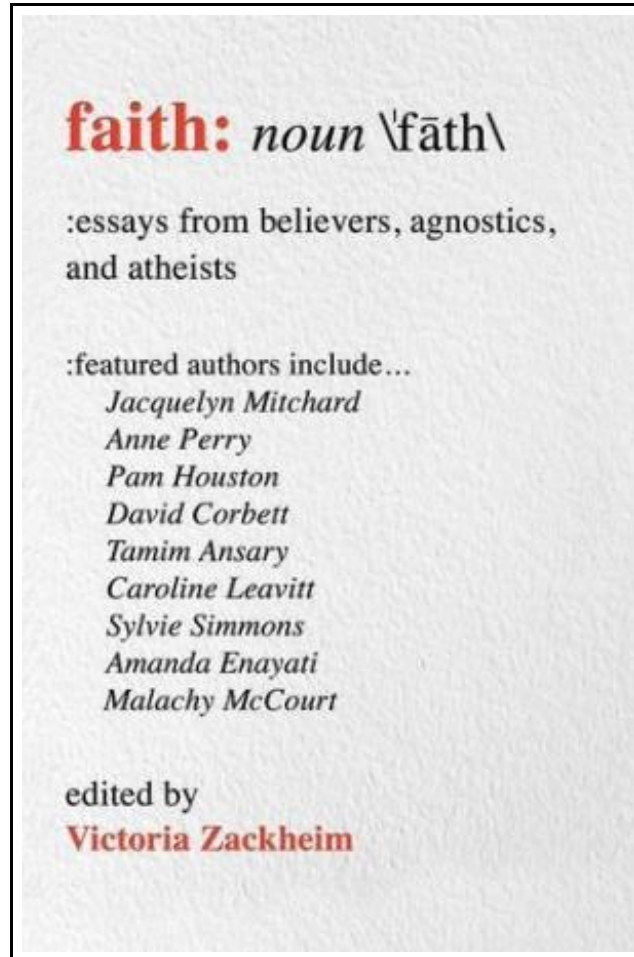 faith: noun \ˈfāth\
:essays from believers, agnostics,
and atheists
:featured authors include...
Jacquelyn Mitchard
Anne Perry
Pam Houston
David Corbett
Tamim Ansary
Caroline Leavitt
Sylvie Simmons
Amanda Enayati
Malachy McCourt
edited by
Victoria Zackheim